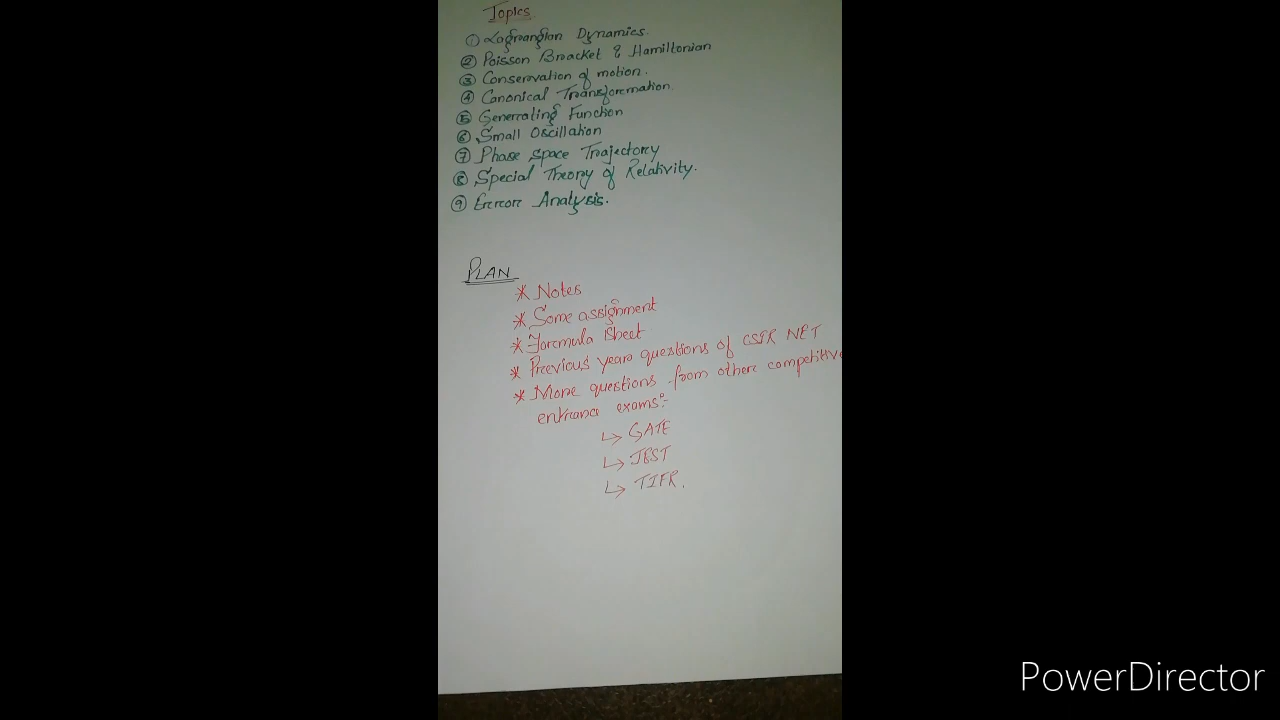 Topics
① Lagrangian Dynamics.
② Poisson Bracket & Hamiltonian
③ Conservation of motion.
④ Canonical Transformation.
⑤ Generating Function
⑥ Small Oscillation
⑦ Phase Space Trajectory
⑧ Special Theory of Relativity.
⑨ Error Analysis.
PLAN
* Notes
* Some assignment
* Formula Sheet
* Previous year questions of CSIR NET
* More questions from other competitive
entrance exams:-
↳ GATE
↳ JEST
↳ TIFR.
PowerDirector